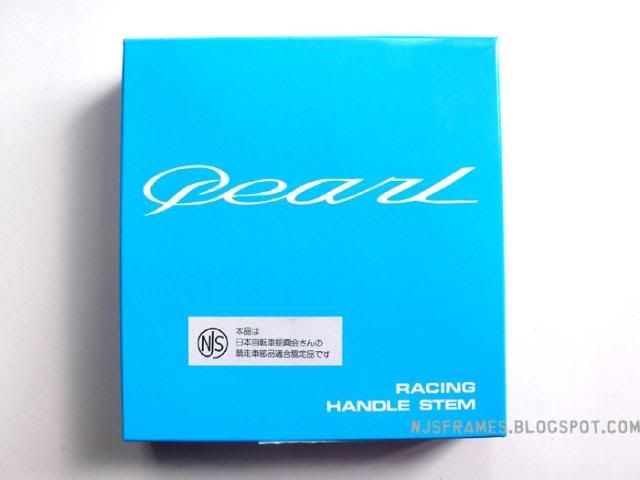 Pearl
NJS
本品は
日本自転車振興会さんの
競走車部品適合認定品です
RACING
HANDLE STEM
NJSFRAMES.BLOGSPOT.COM